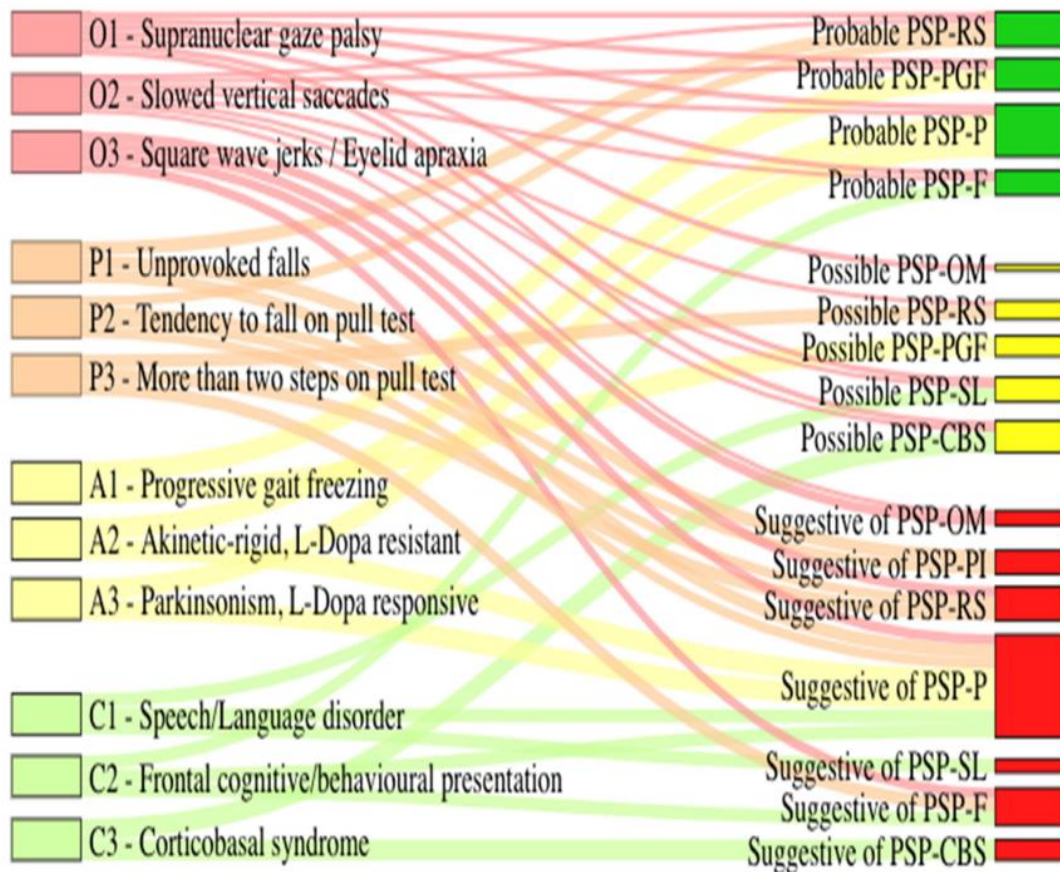 O1 - Supranuclear gaze palsy
O2 - Slowed vertical saccades
O3 - Square wave jerks / Eyelid apraxia
P1 - Unprovoked falls
P2 - Tendency to fall on pull test
P3 - More than two steps on pull test
A1 - Progressive gait freezing
A2 - Akinetic-rigid, L-Dopa resistant
A3 - Parkinsonism, L-Dopa responsive
C1 - Speech/Language disorder
C2 - Frontal cognitive/behavioural presentation
C3 - Corticobasal syndrome
Probable PSP-RS
Probable PSP-PGF
Probable PSP-P
Probable PSP-F
Possible PSP-OM
Possible PSP-RS
Possible PSP-PGF
Possible PSP-SL
Possible PSP-CBS
Suggestive of PSP-OM
Suggestive of PSP-PI
Suggestive of PSP-RS
Suggestive of PSP-P
Suggestive of PSP-SL
Suggestive of PSP-F
Suggestive of PSP-CBS